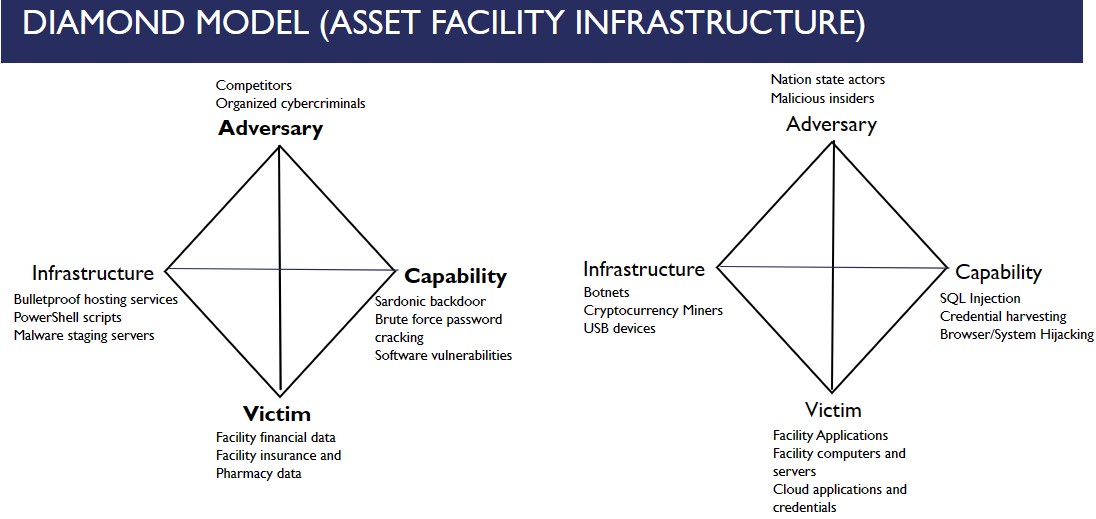 DIAMOND MODEL (ASSET FACILITY INFRASTRUCTURE)
Competitors
Organized cybercriminals
Adversary
Infrastructure
Bulletproof hosting services
PowerShell scripts
Malware staging servers
Capability
Sardonic backdoor
Brute force password
cracking
Software vulnerabilities
Victim
Facility financial data
Facility insurance and
Pharmacy data
Nation state actors
Malicious insiders
Adversary
Infrastructure
Botnets
Cryptocurrency Miners
USB devices
Capability
SQL Injection
Credential harvesting
Browser/System Hijacking
Victim
Facility Applications
Facility computers and
servers
Cloud applications and
credentials